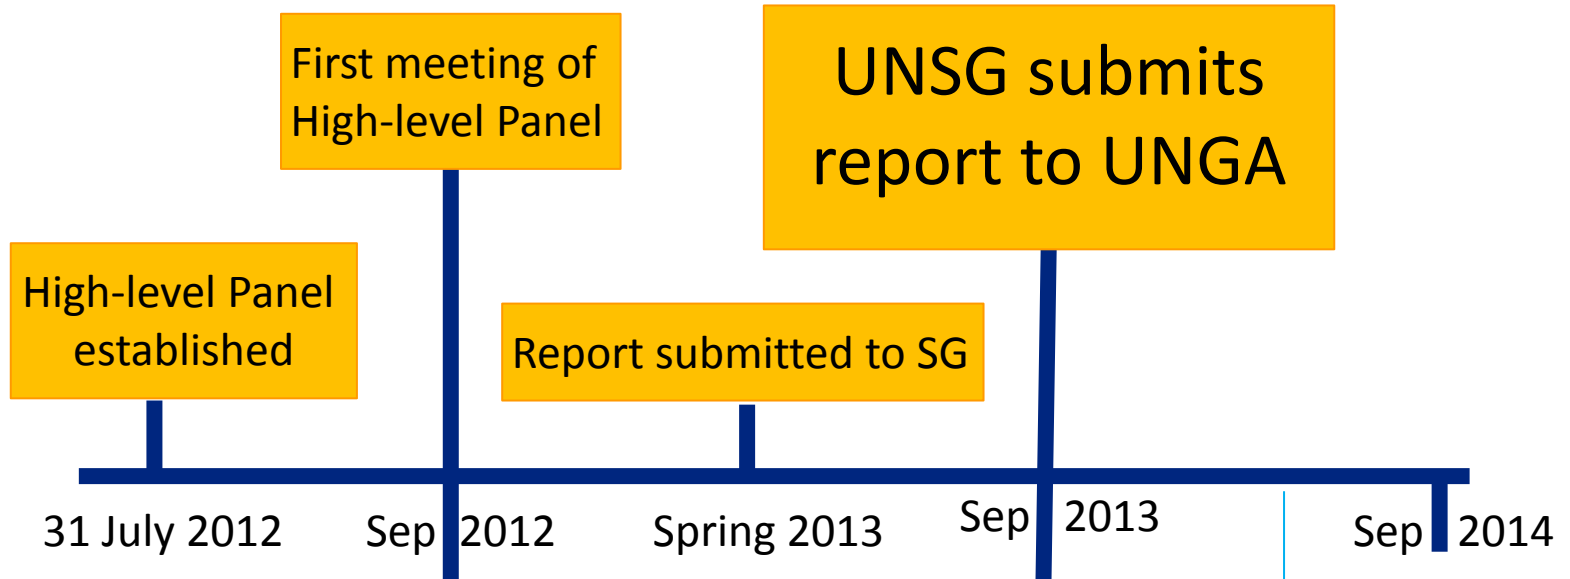 First meeting of
High-level Panel
UNSG submits
report to UNGA
High-level Panel
established
Report submitted to SG
31 July 2012
Sep 2012
Spring 2013
Sep 2013
Sep 2014